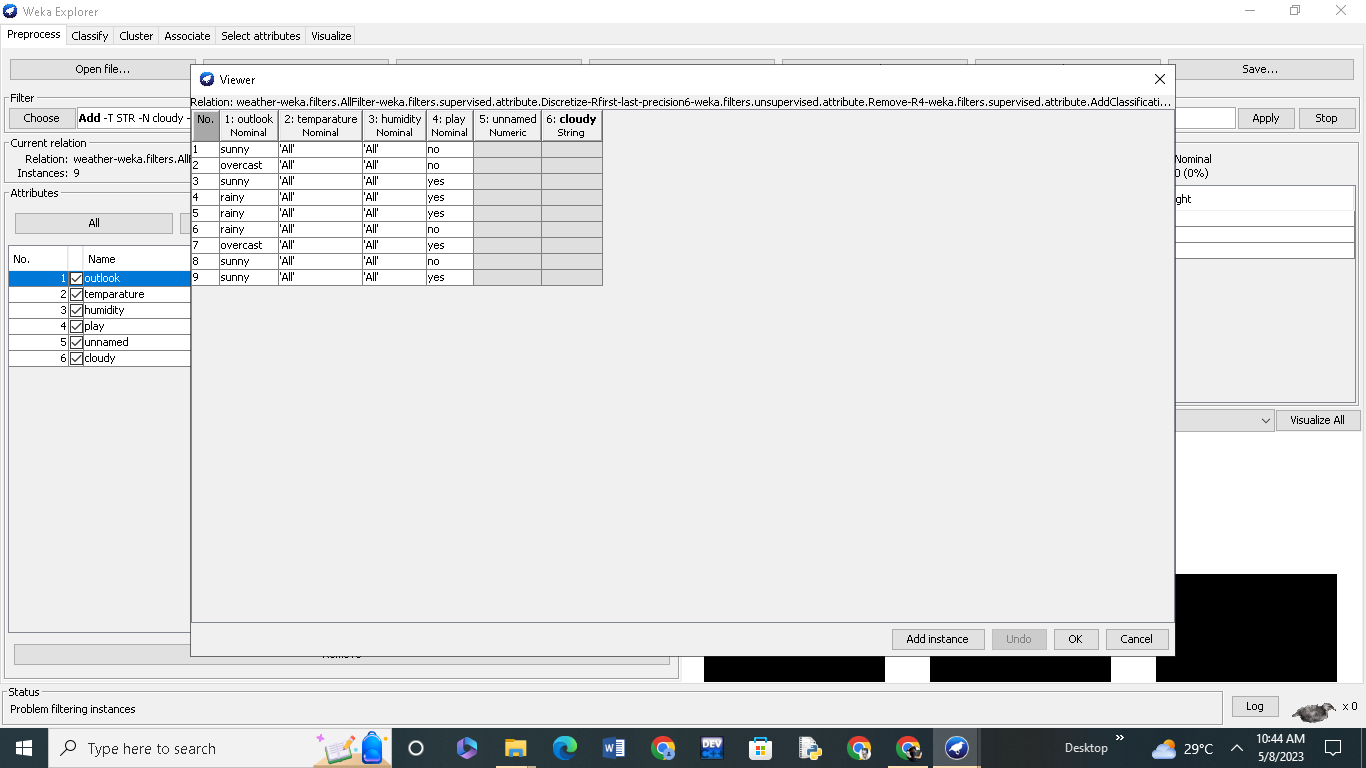 Weka Explorer
Preprocess Classify Cluster Associate Select attributes Visualize
Open file... Save...
Viewer
Relation: weather-weka.filters.AllFilter-weka.filters.supervised.attribute.Discretize-Rfirst-last-precision6-weka.filters.unsupervised.attribute.Remove-R4-weka.filters.supervised.attribute.AddClassificati...
Filter
Choose Add -T STR -N cloudy - Apply Stop
Current relation
Relation: weather-weka.filters.All
Instances: 9
Attributes
All
No. Name
1 outlook
2 temparature
3 humidity
4 play
5 unnamed
6 cloudy
No. 1: outlook 2: temparature 3: humidity 4: play 5: unnamed 6: cloudy
Nominal Nominal Nominal Nominal Numeric String
1 sunny 'All' 'All' no
2 overcast 'All' 'All' no
3 sunny 'All' 'All' yes
4 rainy 'All' 'All' yes
5 rainy 'All' 'All' yes
6 rainy 'All' 'All' no
7 overcast 'All' 'All' yes
8 sunny 'All' 'All' no
9 sunny 'All' 'All' yes
Nominal
0 (0%)
ght
Visualize All
Add instance Undo OK Cancel
Status
Problem filtering instances
Log x 0
Type here to search
W
DEV
Desktop
29°C
10:44 AM
5/8/2023